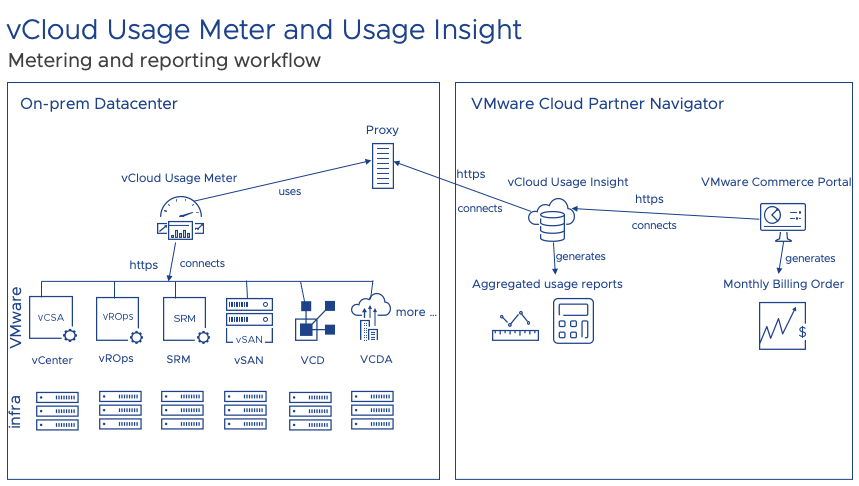 vCloud Usage Meter and Usage Insight
Metering and reporting workflow
On-prem Datacenter
Proxy
vCloud Usage Meter
uses
https
connects
VMware
vCSA
vROps
SRM
vSAN
more ...
vCenter
vROps
SRM
vSAN
VCD
VCDA
infra
VMware Cloud Partner Navigator
https
connects
vCloud Usage Insight
VMware Commerce Portal
https
connects
generates
generates
Aggregated usage reports
Monthly Billing Order
$